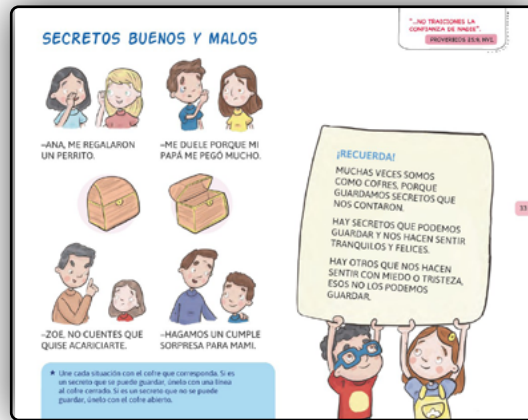 SECRETOS BUENOS Y MALOS
–ANA, ME REGALARON
UN PERRITO.
–ME DUELE PORQUE MI
PAPÁ ME PEGÓ MUCHO.
–ZOE, NO CUENTES QUE
QUISE ACARICIARTE.
–HAGAMOS UN CUMPLE
SORPRESA PARA MAMI.
★ Une cada situación con el cofre que corresponda. Si es
un secreto que se puede guardar, únelo con una línea
al cofre cerrado. Si es un secreto que no se puede
guardar, únelo con el cofre abierto.
"...NO TRAICIONES LA
CONFIANZA DE NADIE".
PROVERBIOS 25:9, NVI.
¡RECUERDA!
MUCHAS VECES SOMOS
COMO COFRES, PORQUE
GUARDAMOS SECRETOS QUE
NOS CONTARON.
HAY SECRETOS QUE PODEMOS
GUARDAR Y NOS HACEN SENTIR
TRANQUILOS Y FELICES.
HAY OTROS QUE NOS HACEN
SENTIR CON MIEDO O TRISTEZA,
ESOS NO LOS PODEMOS
GUARDAR.
33